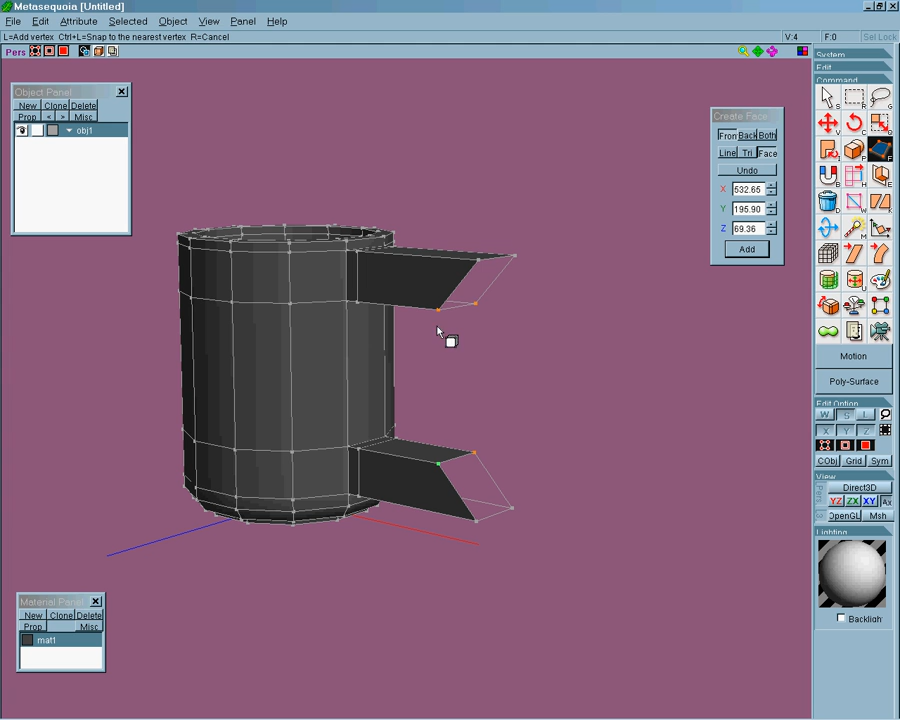 Metasequoia [Untitled]
File Edit Attribute Selected Object View Panel Help
L=Add vertex Ctrl+L=Snap to the nearest vertex R=Cancel V:4 F:0 Sel Lock
Pers
Object Panel
New Clone Delete
Prop < > Misc
obj1
Create Face
Fron Back Both
Line Tri Face
Undo
X 532.65
Y 195.90
Z 69.36
Add
System
Edit
Command
Motion
Poly-Surface
Edit Option
W S L
X Y Z
CObj Grid Sym
View
Pers
Direct3D
YZ ZX XY Ax
OpenGL Msh
Lighting
Backligh
Material Panel
New Clone Delete
Prop Misc
mat1